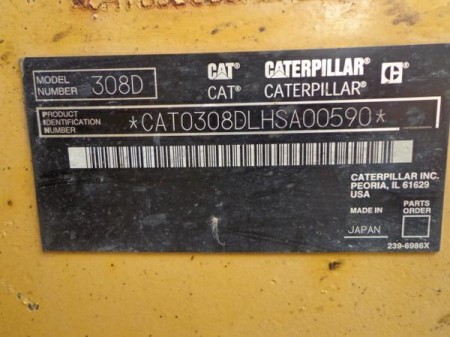 MODEL NUMBER 308D
CAT® CATERPILLAR®
CAT® CATERPILLAR®
PRODUCT IDENTIFICATION NUMBER *CAT0308DLHSA00590*
CATERPILLAR INC.
PEORIA, IL 61629
USA
MADE IN PARTS ORDER
JAPAN
239-6986X